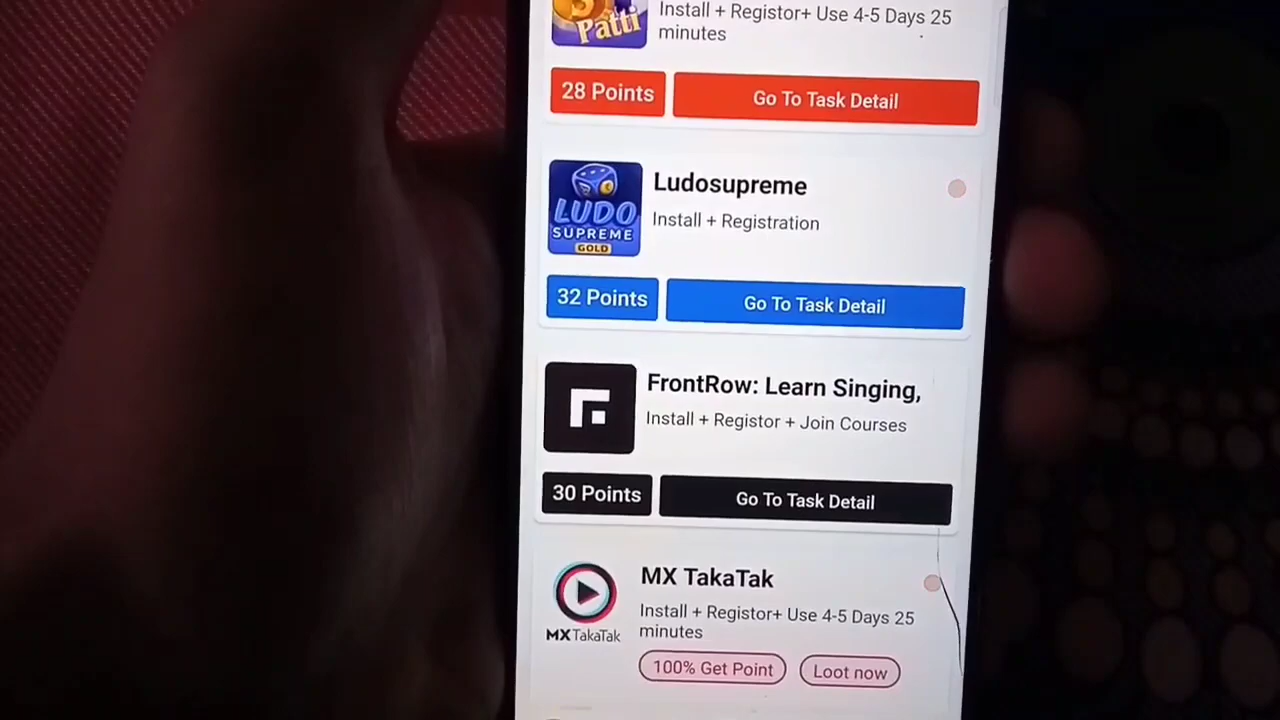 Install + Registor+ Use 4-5 Days 25
minutes
Patti
28 Points
Go To Task Detail
LUDO
SUPREME
GOLD
Ludosupreme
Install + Registration
32 Points
Go To Task Detail
FrontRow: Learn Singing,
Install + Registor + Join Courses
30 Points
Go To Task Detail
MX TakaTak
MX TakaTak
Install + Registor+ Use 4-5 Days 25
minutes
100% Get Point
Loot now